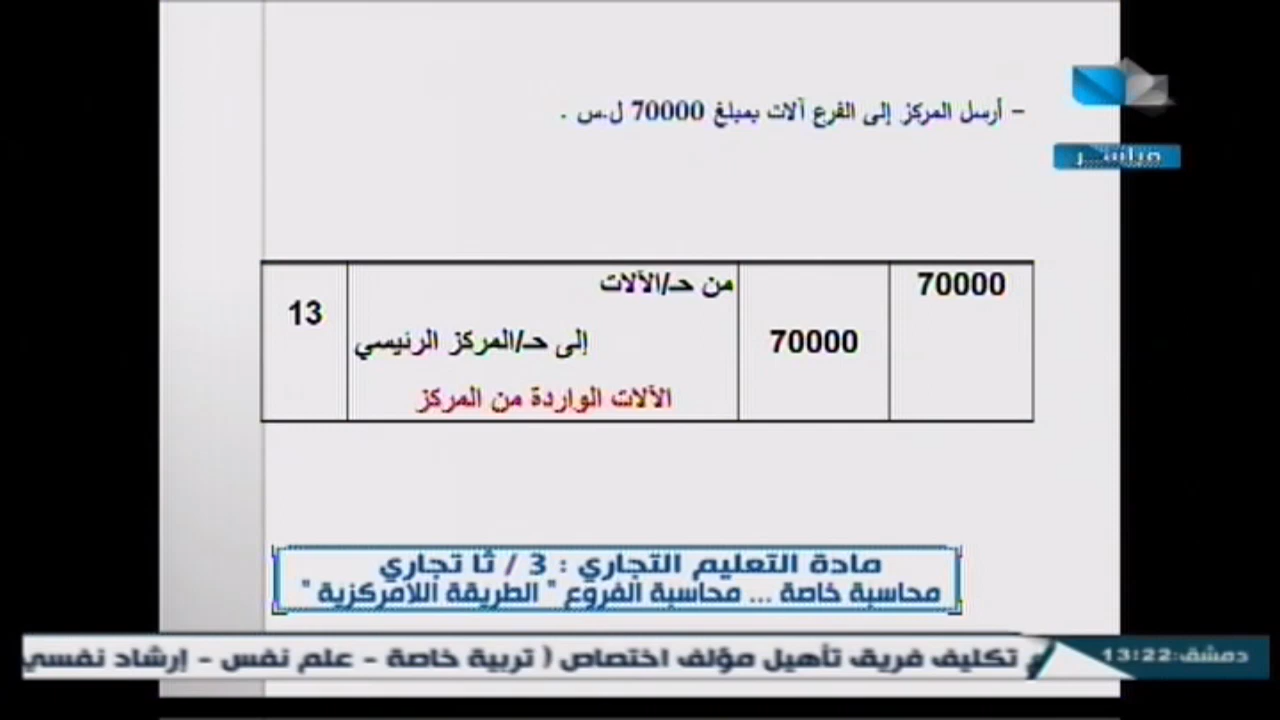 - أرسل المركز إلى الفرع آلات بمبلغ 70000 ل.س .
مباشر
70000 من حـ/الآلات
13
70000 إلى حـ/المركز الرئيسي
الآلات الواردة من المركز
مادة التعليم التجاري : 3 / ثا تجاري
محاسبة خاصة ... محاسبة الفروع " الطريقة اللامركزية "
دمشق:13:22
تكليف فريق تأهيل مؤلف اختصاص ( تربية خاصة - علم نفس - إرشاد نفسي